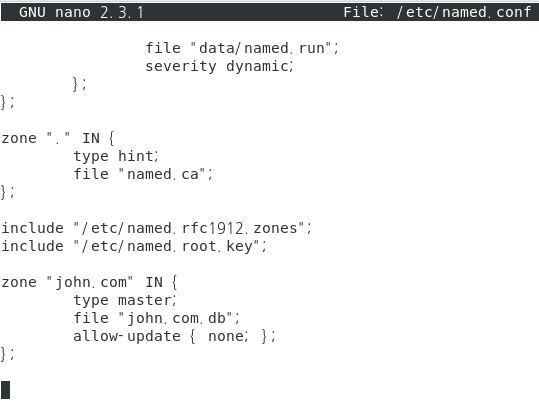 GNU nano 2.3.1 File: /etc/named.conf
file "data/named.run";
severity dynamic;
};
};
zone "." IN {
type hint;
file "named.ca";
};
include "/etc/named.rfc1912.zones";
include "/etc/named.root.key";
zone "john.com" IN {
type master;
file "john.com.db";
allow-update { none; };
};